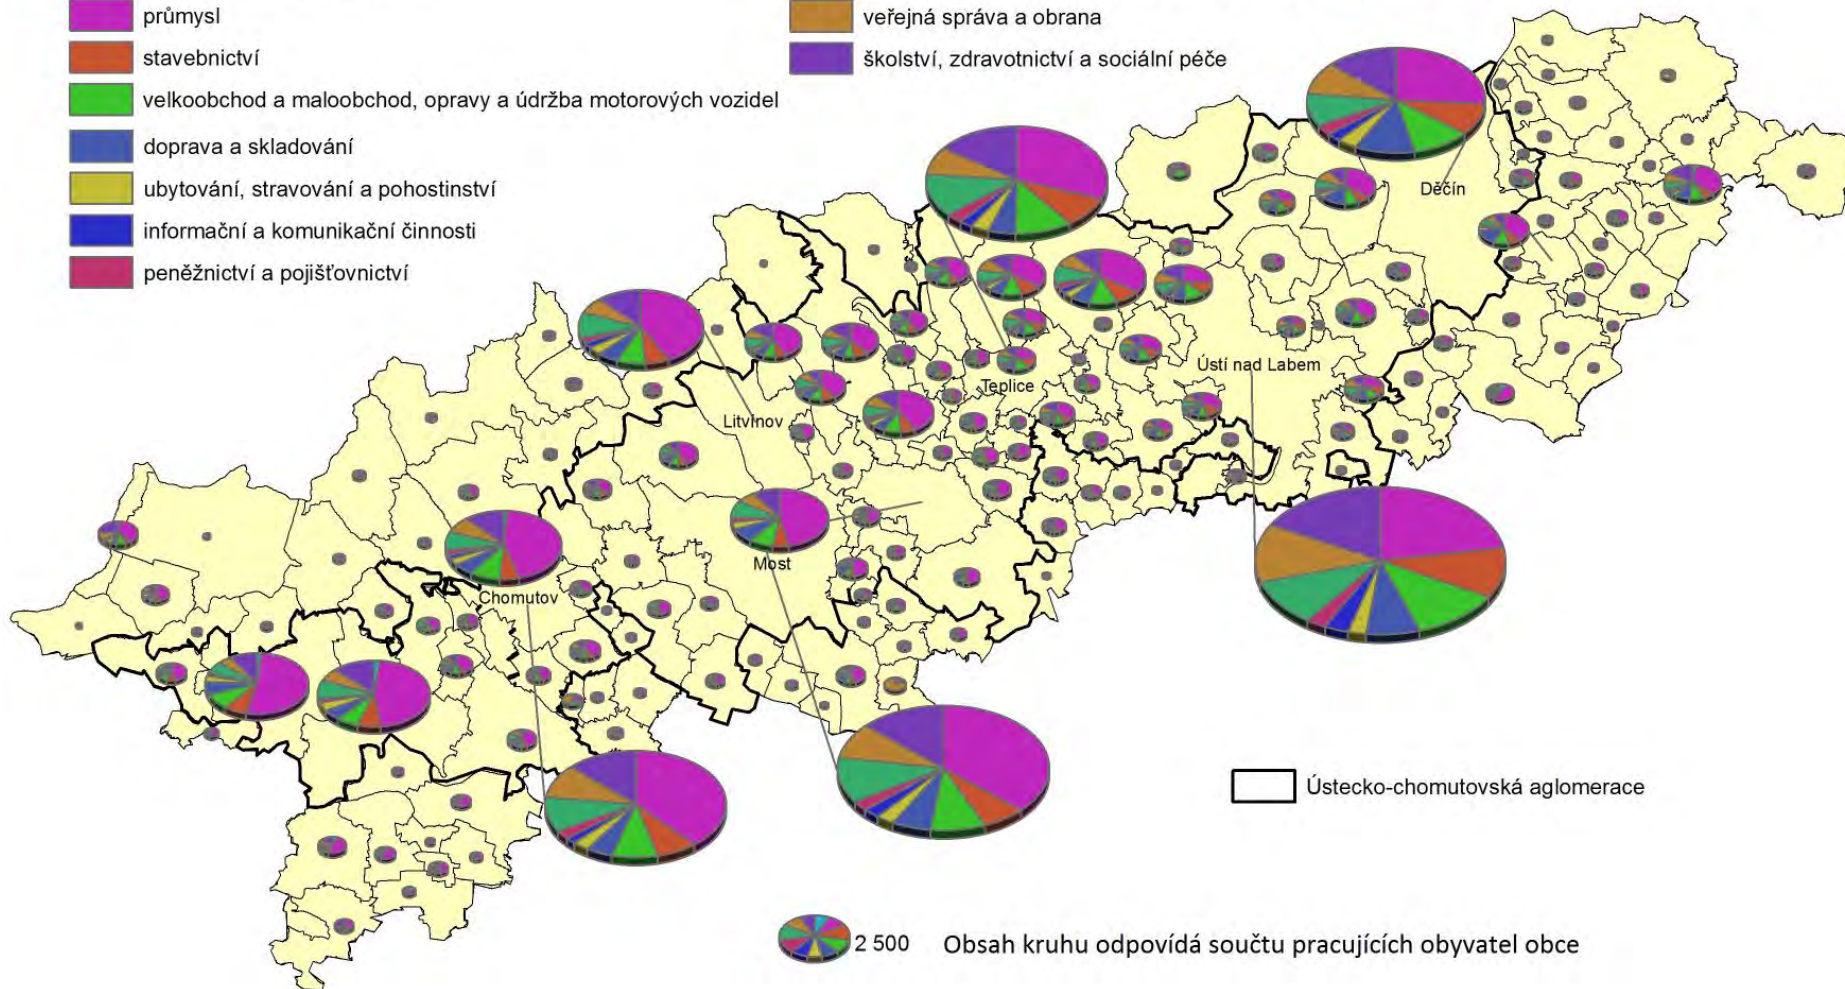 průmysl
stavebnictví
velkoobchod a maloobchod, opravy a údržba motorových vozidel
doprava a skladování
ubytování, stravování a pohostinství
informační a komunikační činnosti
peněžnictví a pojišťovnictví
veřejná správa a obrana
školství, zdravotnictví a sociální péče
Děčín
Ústí nad Labem
Teplice
Litvínov
Most
Chomutov
Ústecko-chomutovská aglomerace
2 500 Obsah kruhu odpovídá součtu pracujících obyvatel obce